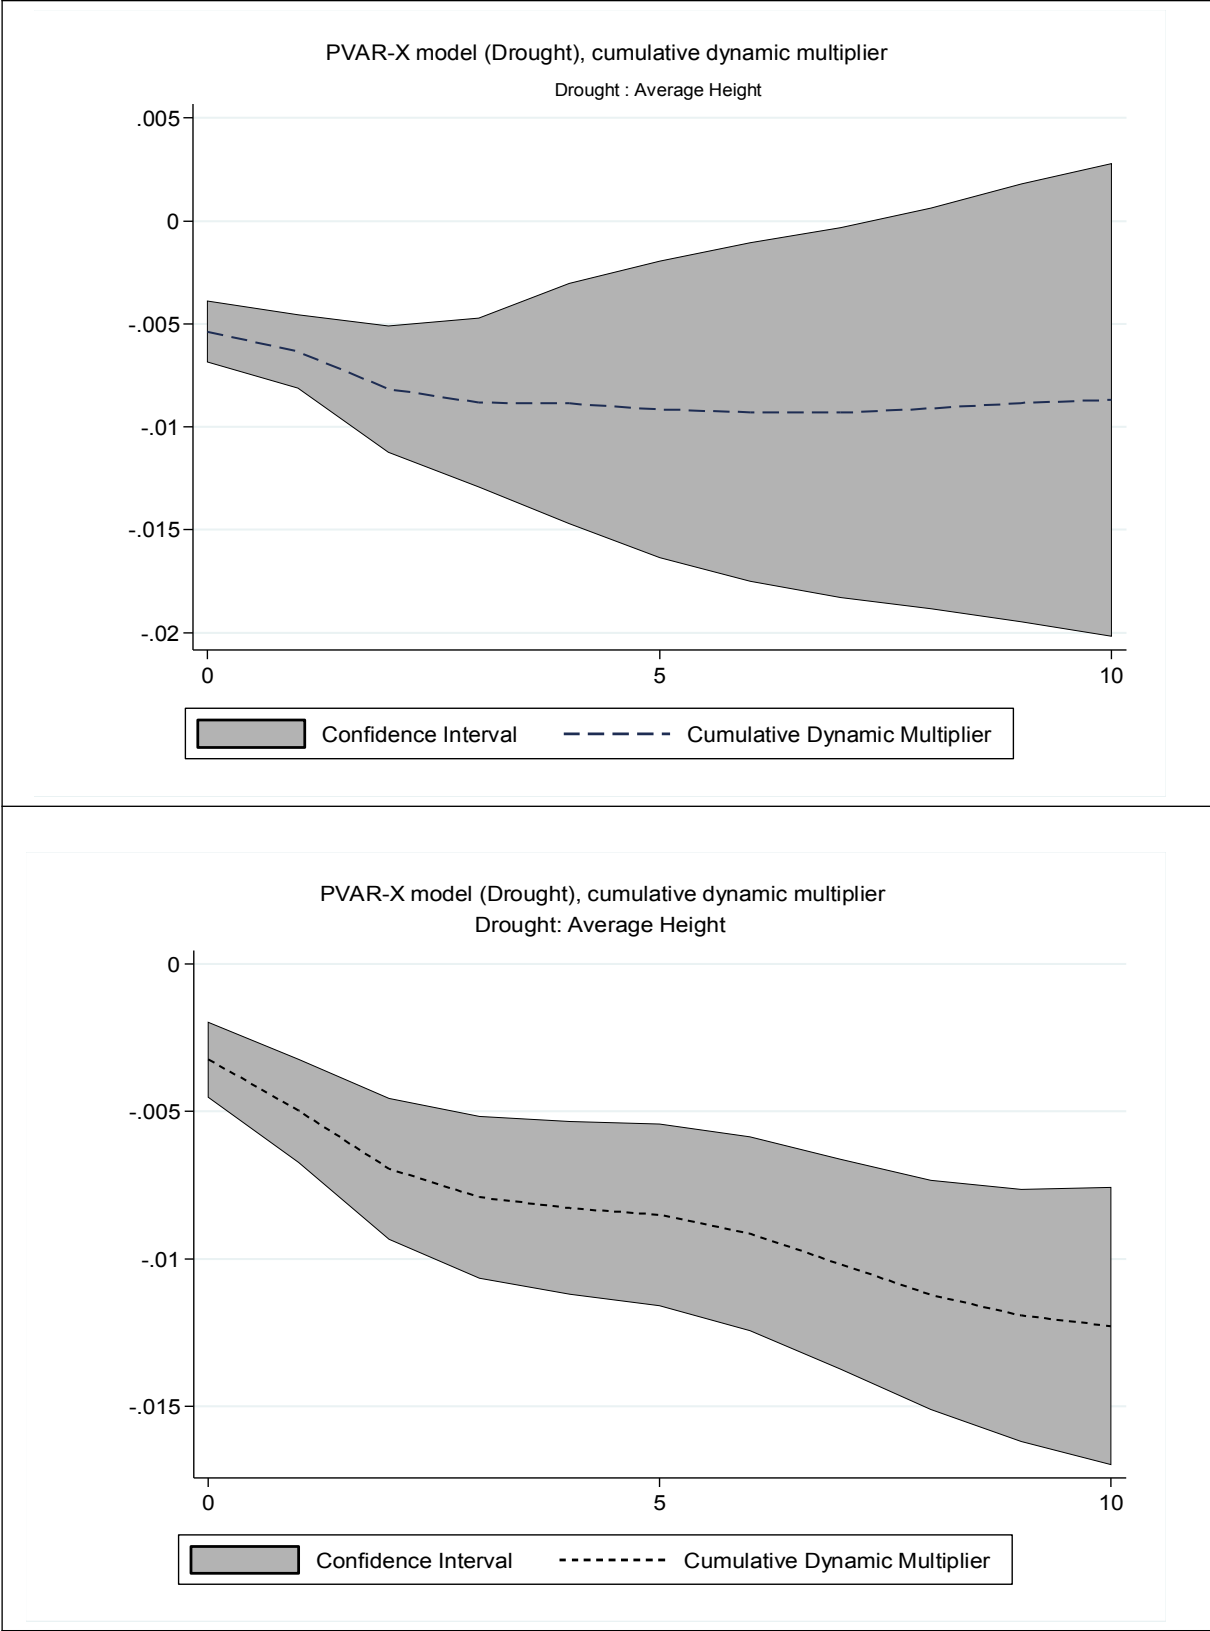 PVAR-X model (Drought), cumulative dynamic multiplier
Drought : Average Height
.005
0
-.005
-.01
-.015
-.02
0 5 10
Confidence Interval Cumulative Dynamic Multiplier
PVAR-X model (Drought), cumulative dynamic multiplier
Drought: Average Height
0
-.005
-.01
-.015
0 5 10
Confidence Interval Cumulative Dynamic Multiplier